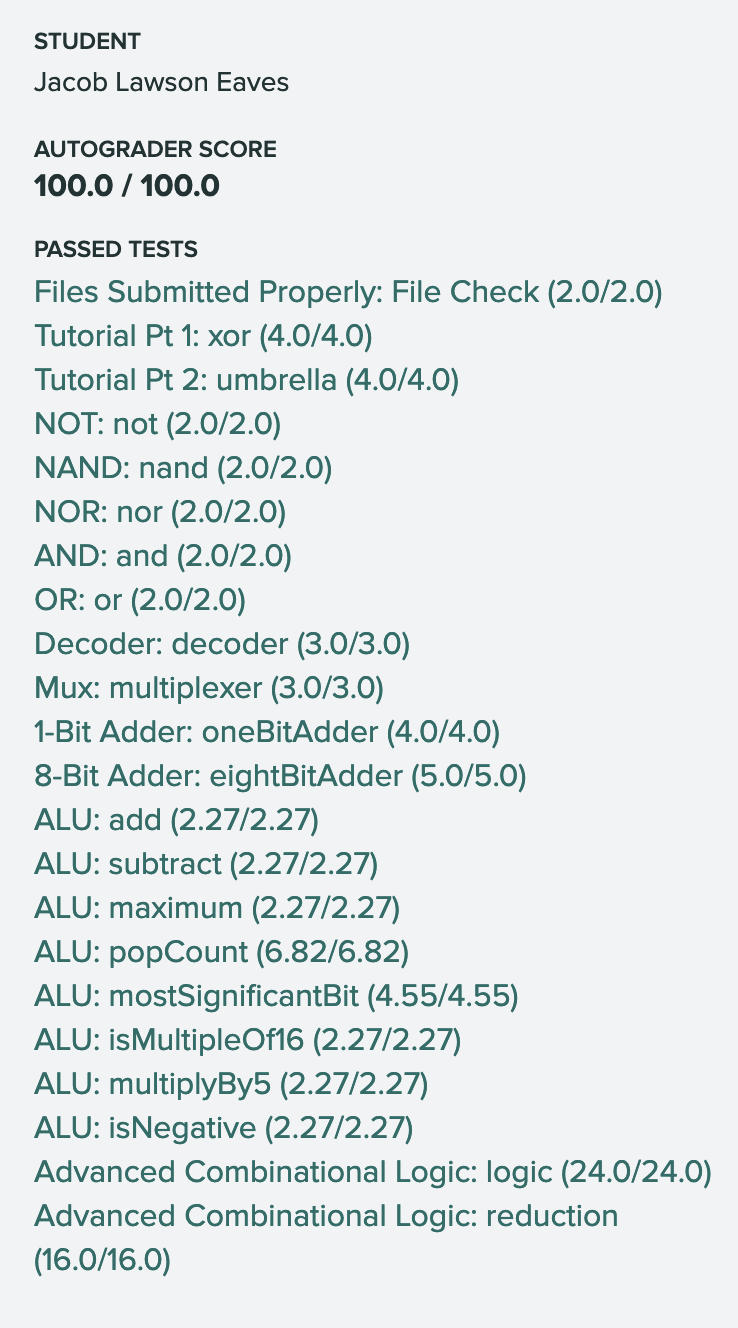 STUDENT
Jacob Lawson Eaves
AUTOGRADER SCORE
100.0 / 100.0
PASSED TESTS
Files Submitted Properly: File Check (2.0/2.0)
Tutorial Pt 1: xor (4.0/4.0)
Tutorial Pt 2: umbrella (4.0/4.0)
NOT: not (2.0/2.0)
NAND: nand (2.0/2.0)
NOR: nor (2.0/2.0)
AND: and (2.0/2.0)
OR: or (2.0/2.0)
Decoder: decoder (3.0/3.0)
Mux: multiplexer (3.0/3.0)
1-Bit Adder: oneBitAdder (4.0/4.0)
8-Bit Adder: eightBitAdder (5.0/5.0)
ALU: add (2.27/2.27)
ALU: subtract (2.27/2.27)
ALU: maximum (2.27/2.27)
ALU: popCount (6.82/6.82)
ALU: mostSignificantBit (4.55/4.55)
ALU: isMultipleOf16 (2.27/2.27)
ALU: multiplyBy5 (2.27/2.27)
ALU: isNegative (2.27/2.27)
Advanced Combinational Logic: logic (24.0/24.0)
Advanced Combinational Logic: reduction
(16.0/16.0)